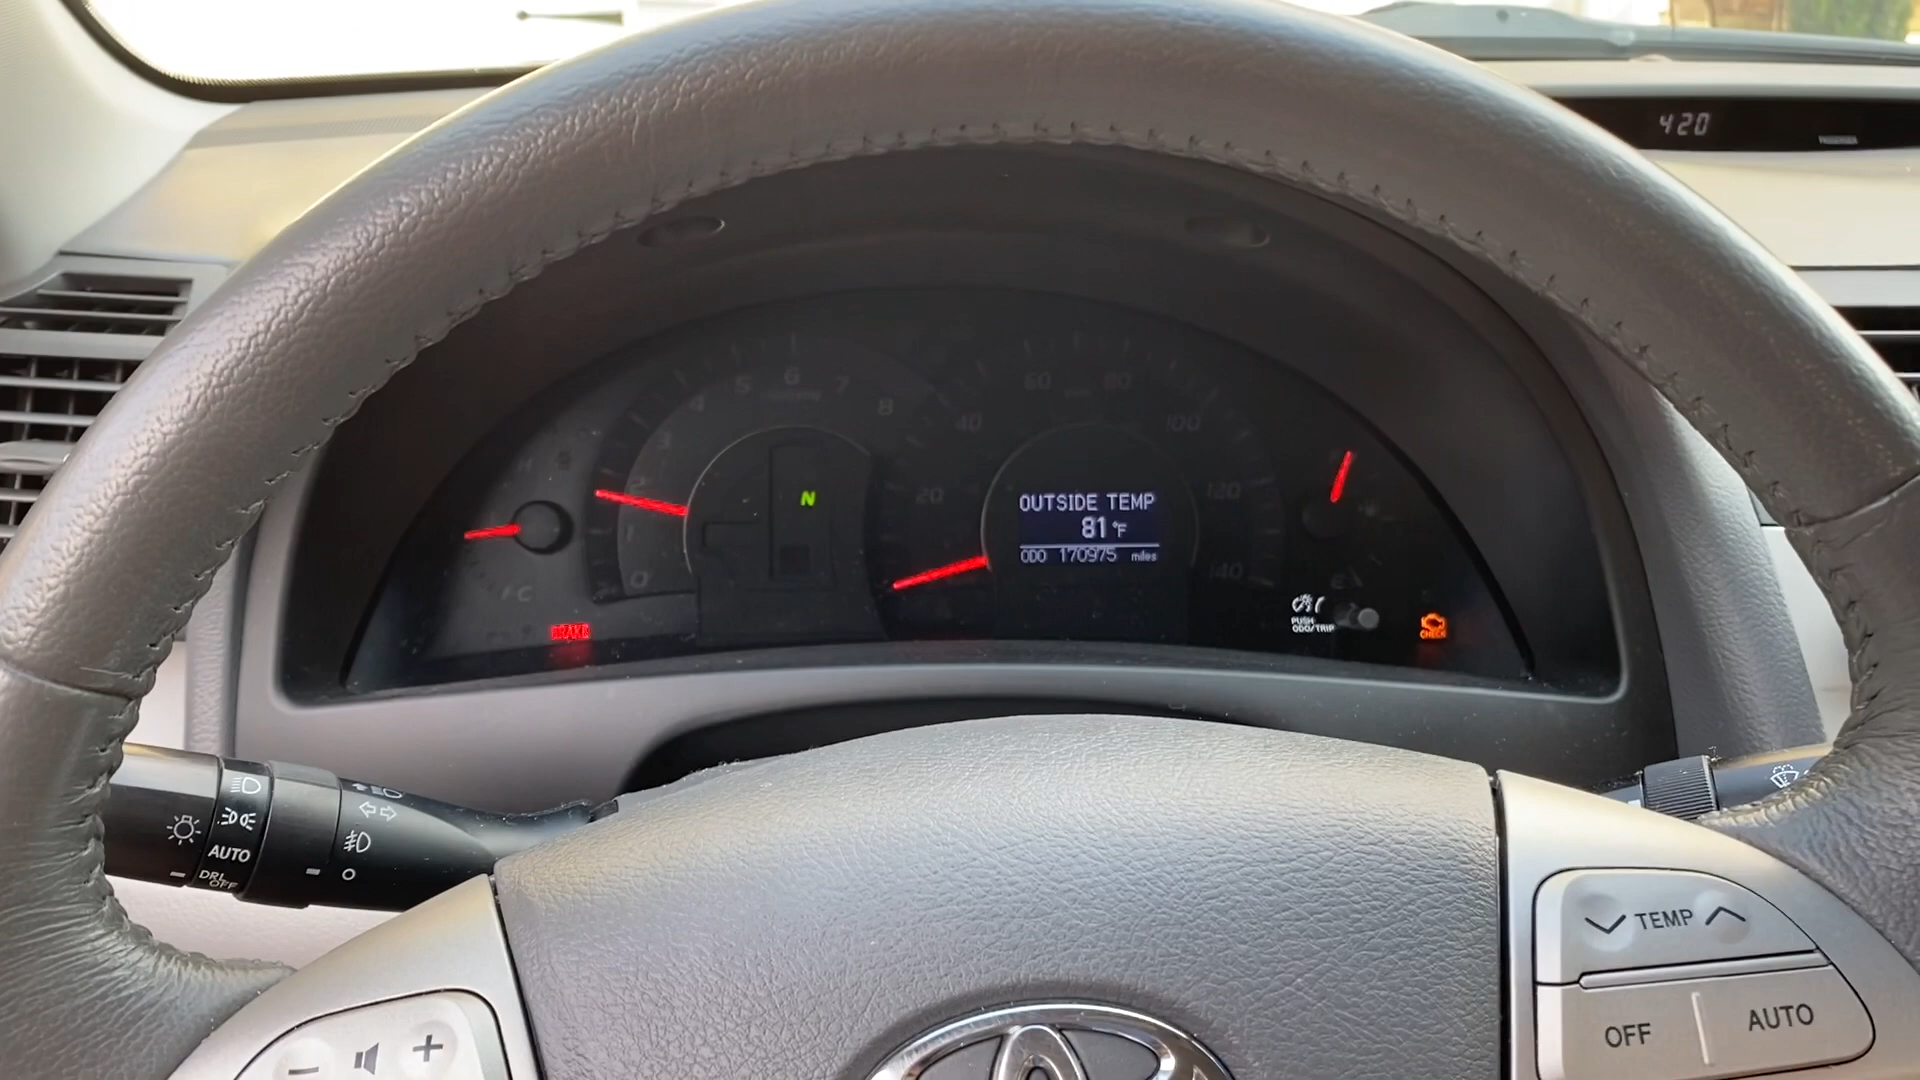 420
PASSENGER
60 80
5 6 7
4 8 40 100
3
H
2 20 120
N
OUTSIDE TEMP
81°F
ODO 170975 miles
1
0 140
C
E
BRAKE
PUSH
ODO/TRIP
CHECK
AUTO
DRL
OFF
TEMP
OFF AUTO